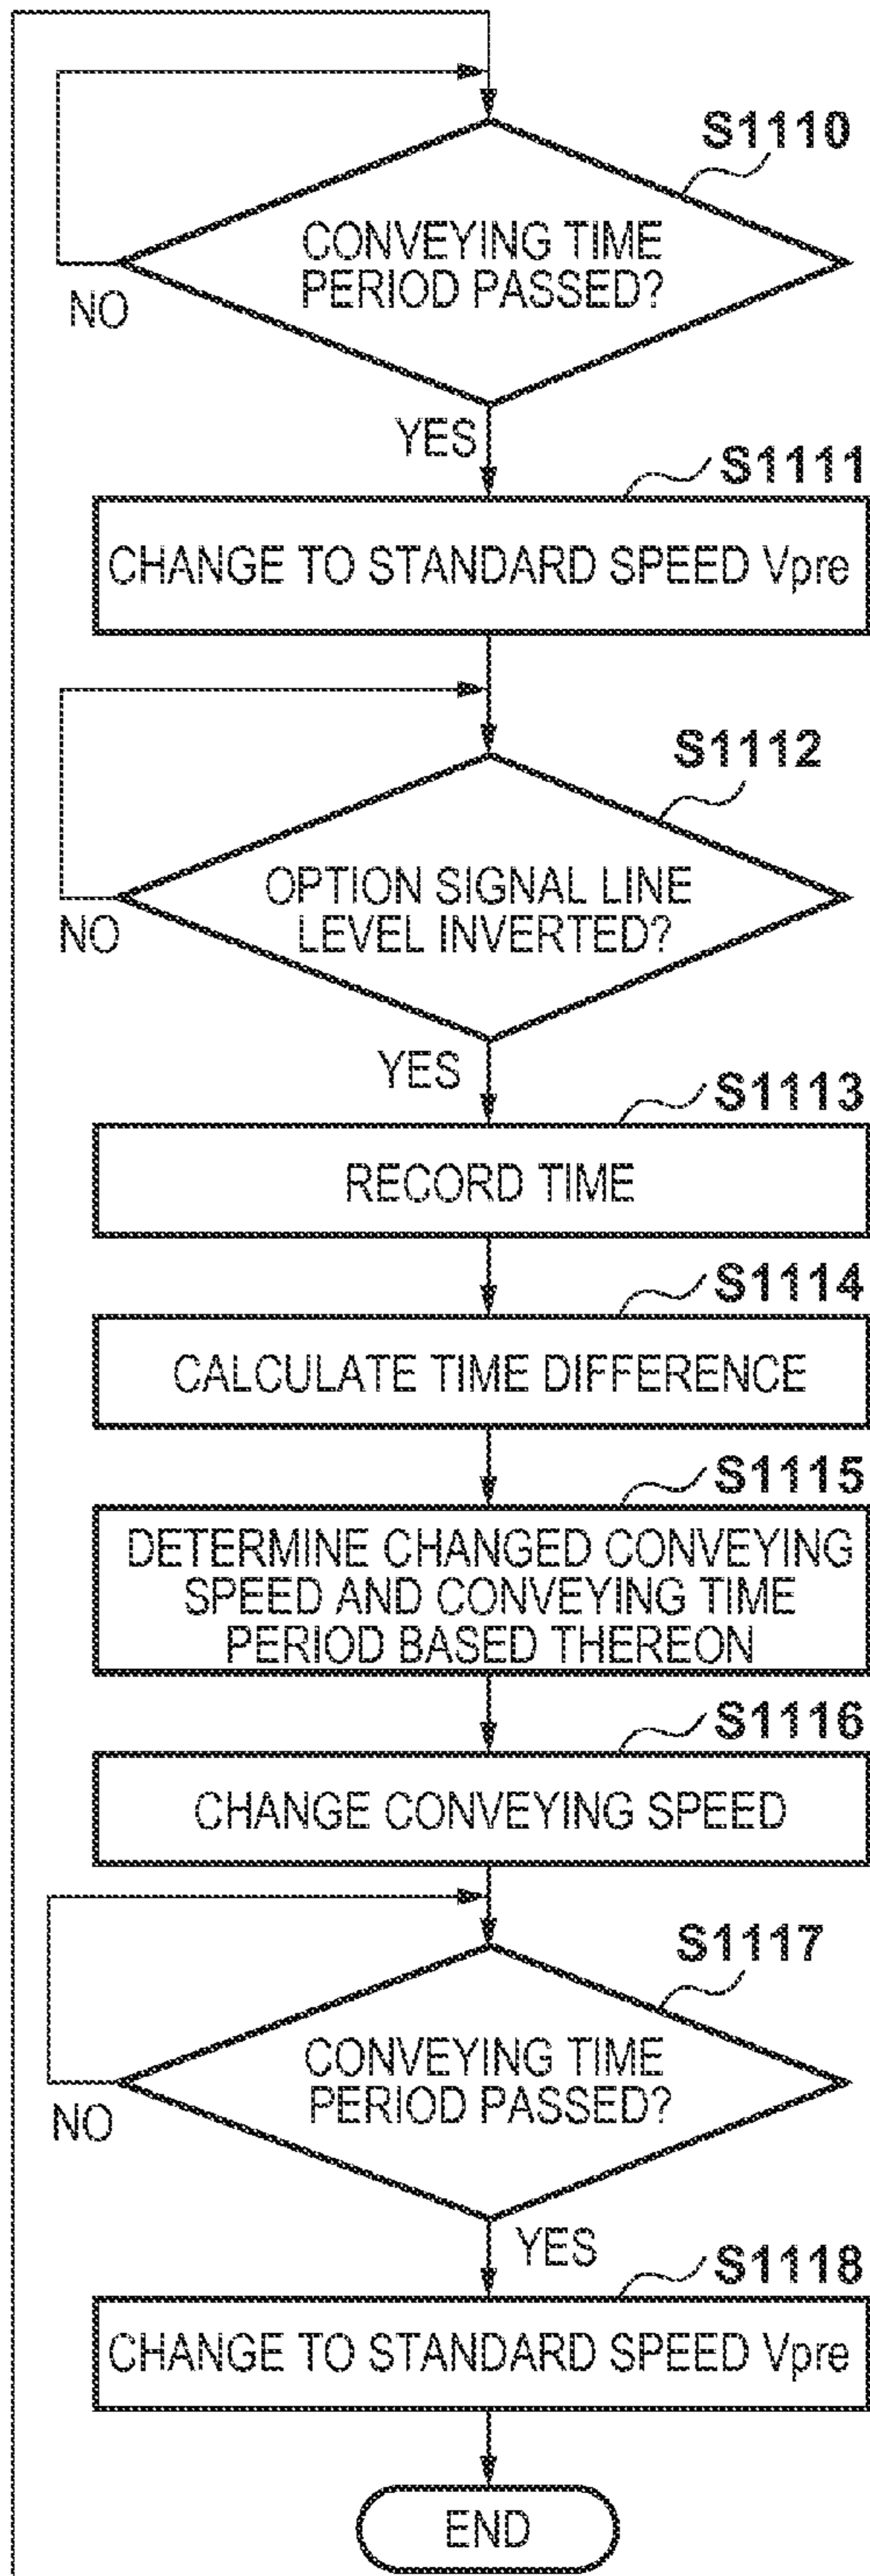 S1110
CONVEYING TIME
PERIOD PASSED?
NO
YES
S1111
CHANGE TO STANDARD SPEED Vpre
S1112
OPTION SIGNAL LINE
LEVEL INVERTED?
NO
YES
S1113
RECORD TIME
S1114
CALCULATE TIME DIFFERENCE
S1115
DETERMINE CHANGED CONVEYING
SPEED AND CONVEYING TIME
PERIOD BASED THEREON
S1116
CHANGE CONVEYING SPEED
S1117
CONVEYING TIME
PERIOD PASSED?
NO
YES
S1118
CHANGE TO STANDARD SPEED Vpre
END